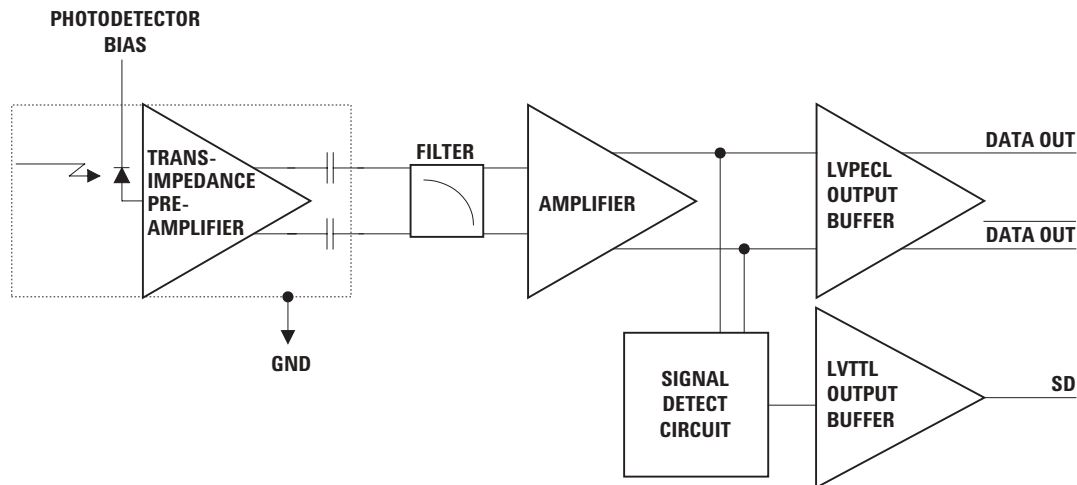 PHOTODETECTOR
BIAS
TRANS-
IMPEDANCE
PRE-
AMPLIFIER
FILTER
AMPLIFIER
LVPECL
OUTPUT
BUFFER
DATA OUT
DATA OUT
GND
SIGNAL
DETECT
CIRCUIT
LVTTL
OUTPUT
BUFFER
SD